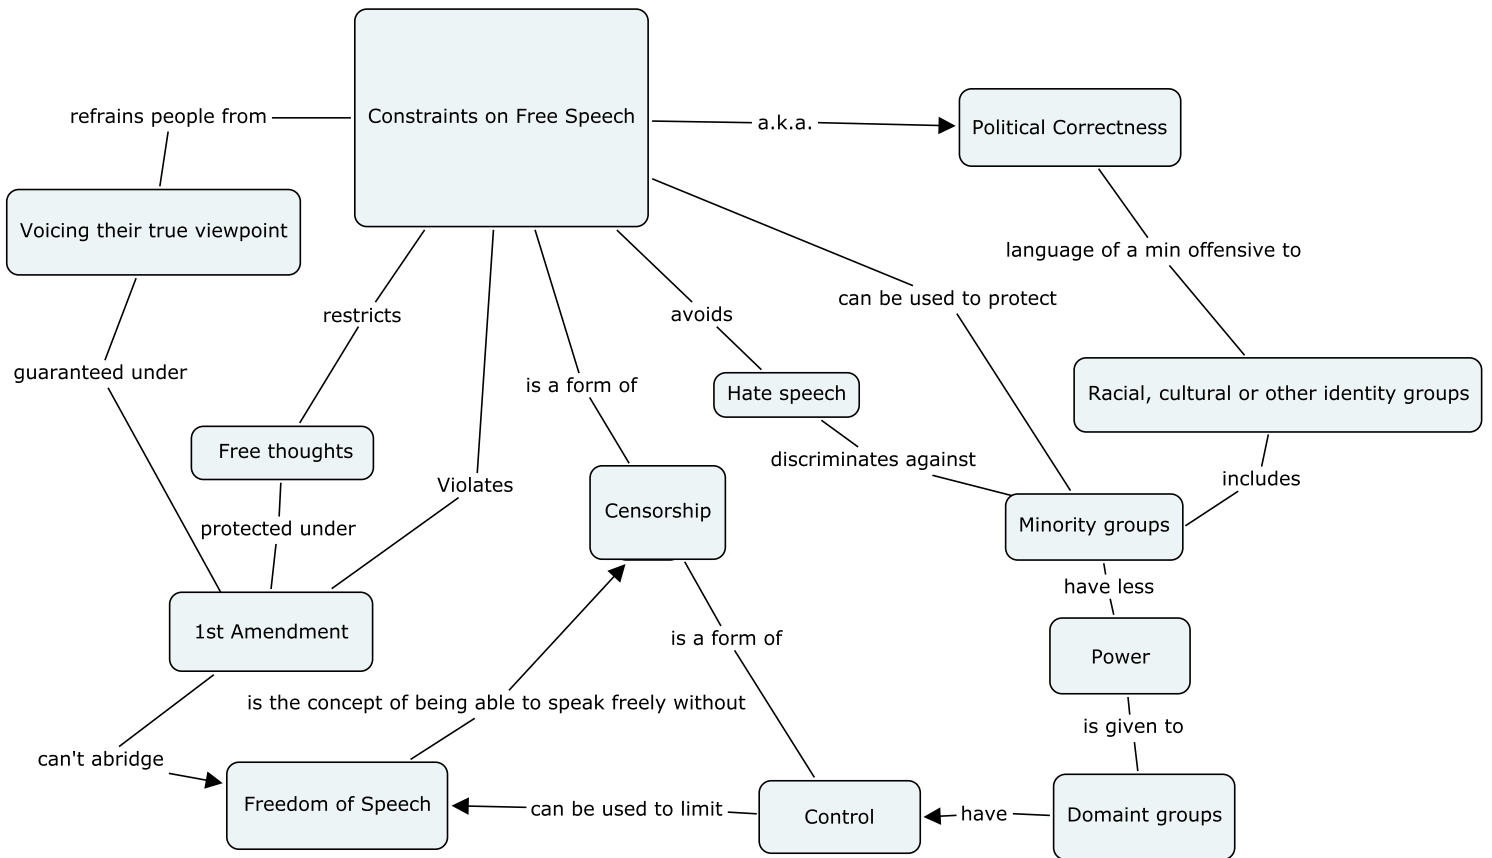 Constraints on Free Speech
refrains people from
a.k.a.
Political Correctness
Voicing their true viewpoint
language of a min offensive to
can be used to protect
restricts
avoids
guaranteed under
is a form of
Hate speech
Racial, cultural or other identity groups
Free thoughts
discriminates against
includes
Violates
Censorship
Minority groups
protected under
have less
1st Amendment
is a form of
Power
is the concept of being able to speak freely without
is given to
can't abridge
Freedom of Speech
can be used to limit
Control
have
Domaint groups